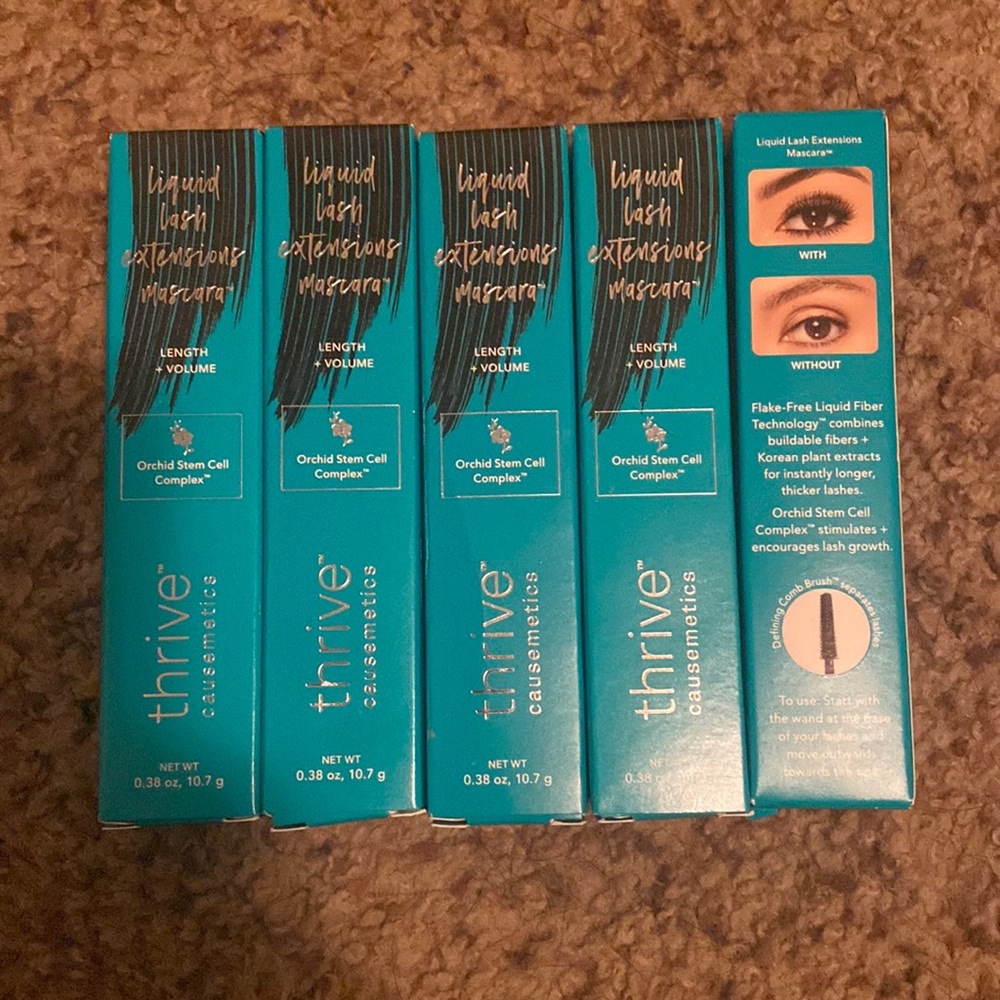 liquid
lash
extensions
mascara™
LENGTH
+ VOLUME
Orchid Stem Cell
Complex™
thrive™
causemetics
NET WT
0.38 oz, 10.7 g
liquid
lash
extensions
mascara™
LENGTH
+ VOLUME
Orchid Stem Cell
Complex™
thrive™
causemetics
NET WT
0.38 oz, 10.7 g
liquid
lash
extensions
mascara™
LENGTH
+ VOLUME
Orchid Stem Cell
Complex™
thrive™
causemetics
NET WT
0.38 oz, 10.7 g
liquid
lash
extensions
mascara™
LENGTH
+ VOLUME
Orchid Stem Cell
Complex™
thrive™
causemetics
NET
0.38
Liquid Lash Extensions
Mascara™
WITH
WITHOUT
Flake-Free Liquid Fiber
Technology™ combines
buildable fibers +
Korean plant extracts
for instantly longer,
thicker lashes.
Orchid Stem Cell
Complex™ stimulates +
encourages lash growth.
Defining Comb Brush™ separates lashes
To use: Start with
the wand at the base
of your lashes and
move outwards
towards the